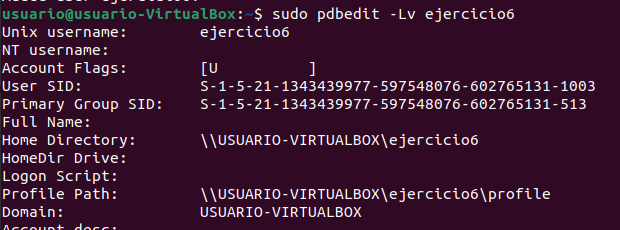 usuario@usuario-VirtualBox:~$ sudo pdbedit -Lv ejercicio6
Unix username:        ejercicio6
NT username:
Account Flags:        [U          ]
User SID:             S-1-5-21-1343439977-597548076-602765131-1003
Primary Group SID:    S-1-5-21-1343439977-597548076-602765131-513
Full Name:
Home Directory:       \\USUARIO-VIRTUALBOX\ejercicio6
HomeDir Drive:
Logon Script:
Profile Path:         \\USUARIO-VIRTUALBOX\ejercicio6\profile
Domain:               USUARIO-VIRTUALBOX
Account desc: